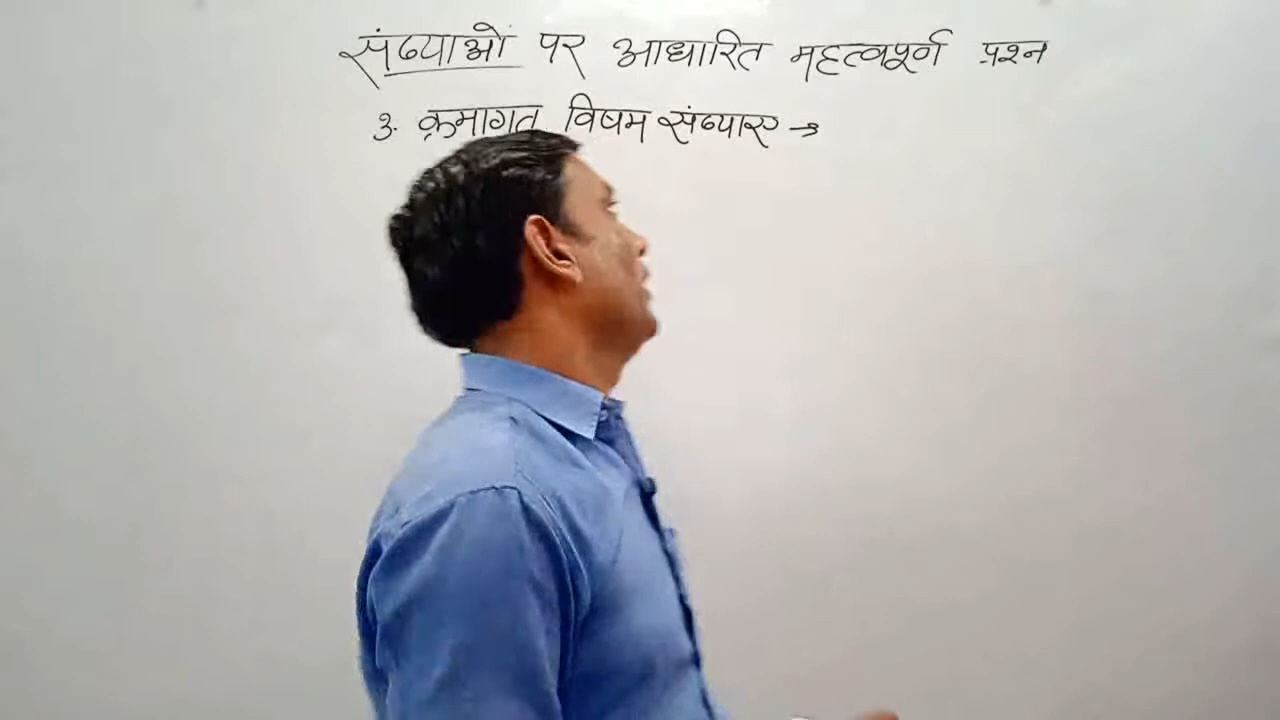 संख्याओं पर आधारित महत्वपूर्ण प्रश्न
3. क्रमागत विषम संख्याए →